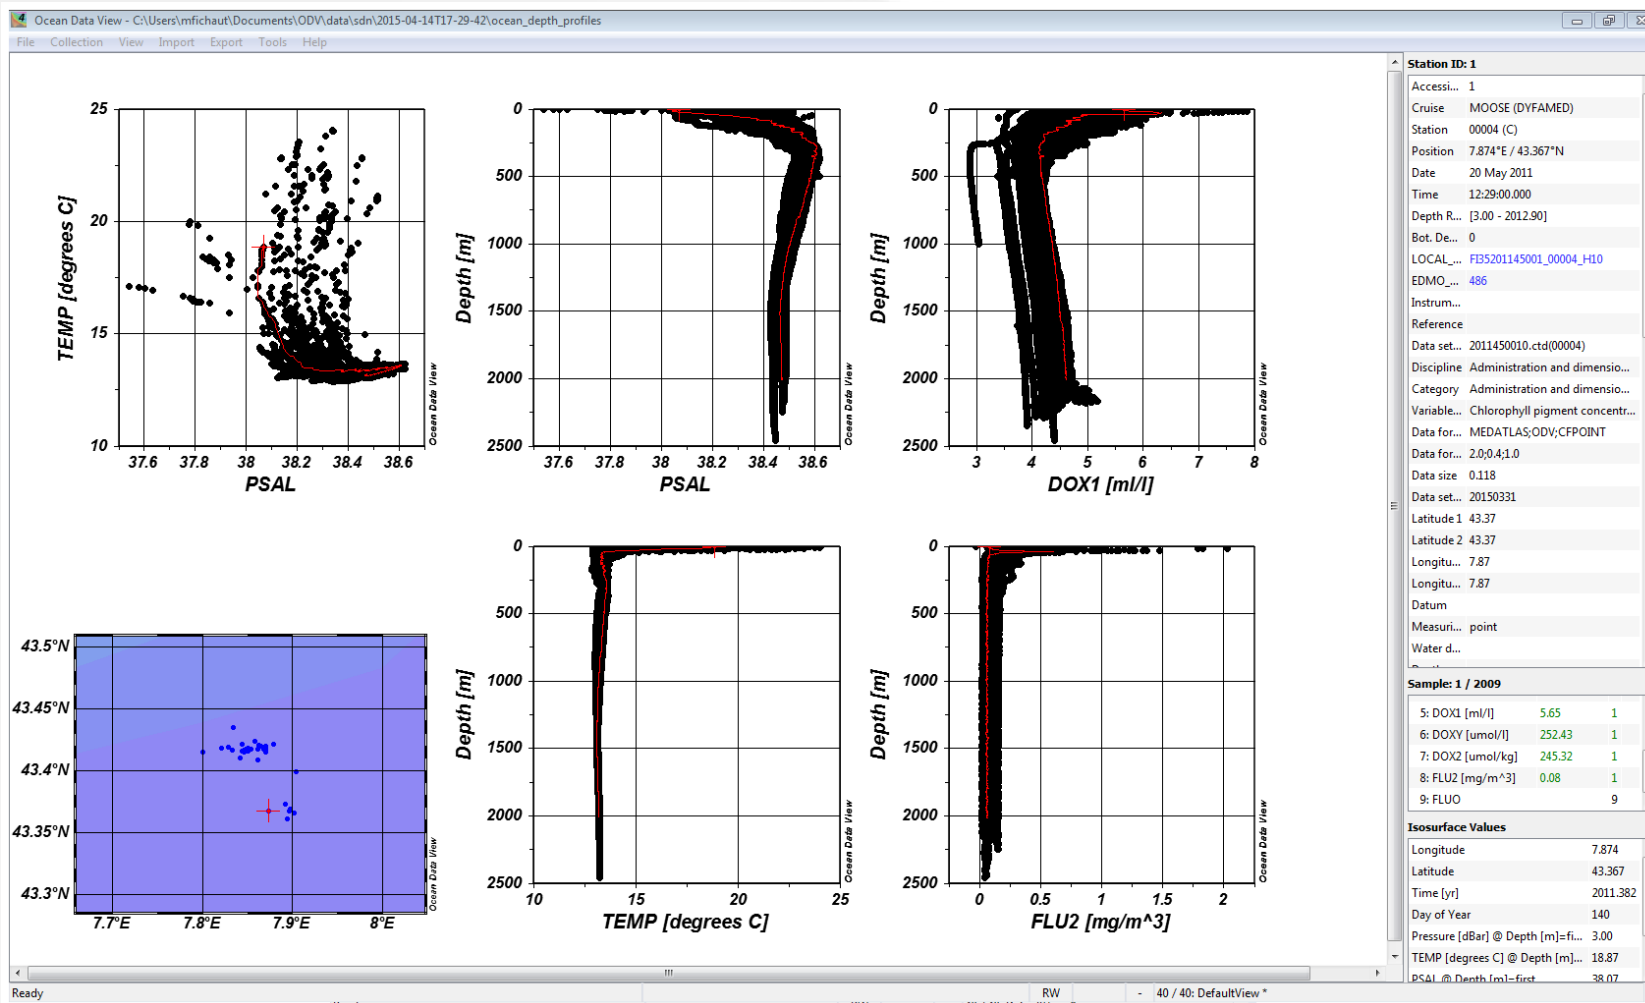 Ocean Data View - C:\Users\mfichaut\Documents\ODV\data\sdn\2015-04-14T17-29-42\ocean_depth_profiles
File Collection View Import Export Tools Help
25
20
15
10
TEMP [degrees C]
37.6 37.8 38 38.2 38.4 38.6
PSAL
Ocean Data View
0
500
1000
1500
2000
2500
Depth [m]
37.6 37.8 38 38.2 38.4 38.6
PSAL
Ocean Data View
0
500
1000
1500
2000
2500
Depth [m]
3 4 5 6 7 8
DOX1 [ml/l]
Ocean Data View
43.5°N
43.45°N
43.4°N
43.35°N
43.3°N
7.7°E 7.8°E 7.9°E 8°E
Ocean Data View
0
500
1000
1500
2000
2500
Depth [m]
10 15 20 25
TEMP [degrees C]
Ocean Data View
0
500
1000
1500
2000
2500
Depth [m]
0 0.5 1 1.5 2
FLU2 [mg/m^3]
Ocean Data View
Station ID: 1
Accessi... 1
Cruise MOOSE (DYFAMED)
Station 00004 (C)
Position 7.874°E / 43.367°N
Date 20 May 2011
Time 12:29:00.000
Depth R... [3.00 - 2012.90]
Bot. De... 0
LOCAL_... FI35201145001_00004_H10
EDMO_... 486
Instrum...
Reference
Data set... 2011450010.ctd(00004)
Discipline Administration and dimensio...
Category Administration and dimensio...
Variable... Chlorophyll pigment concentr...
Data for... MEDATLAS;ODV;CFPOINT
Data for... 2.0;0.4;1.0
Data size 0.118
Data set... 20150331
Latitude 1 43.37
Latitude 2 43.37
Longitu... 7.87
Longitu... 7.87
Datum
Measuri... point
Water d...
Sample: 1 / 2009
5: DOX1 [ml/l] 5.65 1
6: DOXY [umol/l] 252.43 1
7: DOX2 [umol/kg] 245.32 1
8: FLU2 [mg/m^3] 0.08 1
9: FLUO 9
Isosurface Values
Longitude 7.874
Latitude 43.367
Time [yr] 2011.382
Day of Year 140
Pressure [dBar] @ Depth [m]=fi... 3.00
TEMP [degrees C] @ Depth [m]... 18.87
PSAL @ Depth [m]=first 38.07
Ready
RW
- 40 / 40: DefaultView *